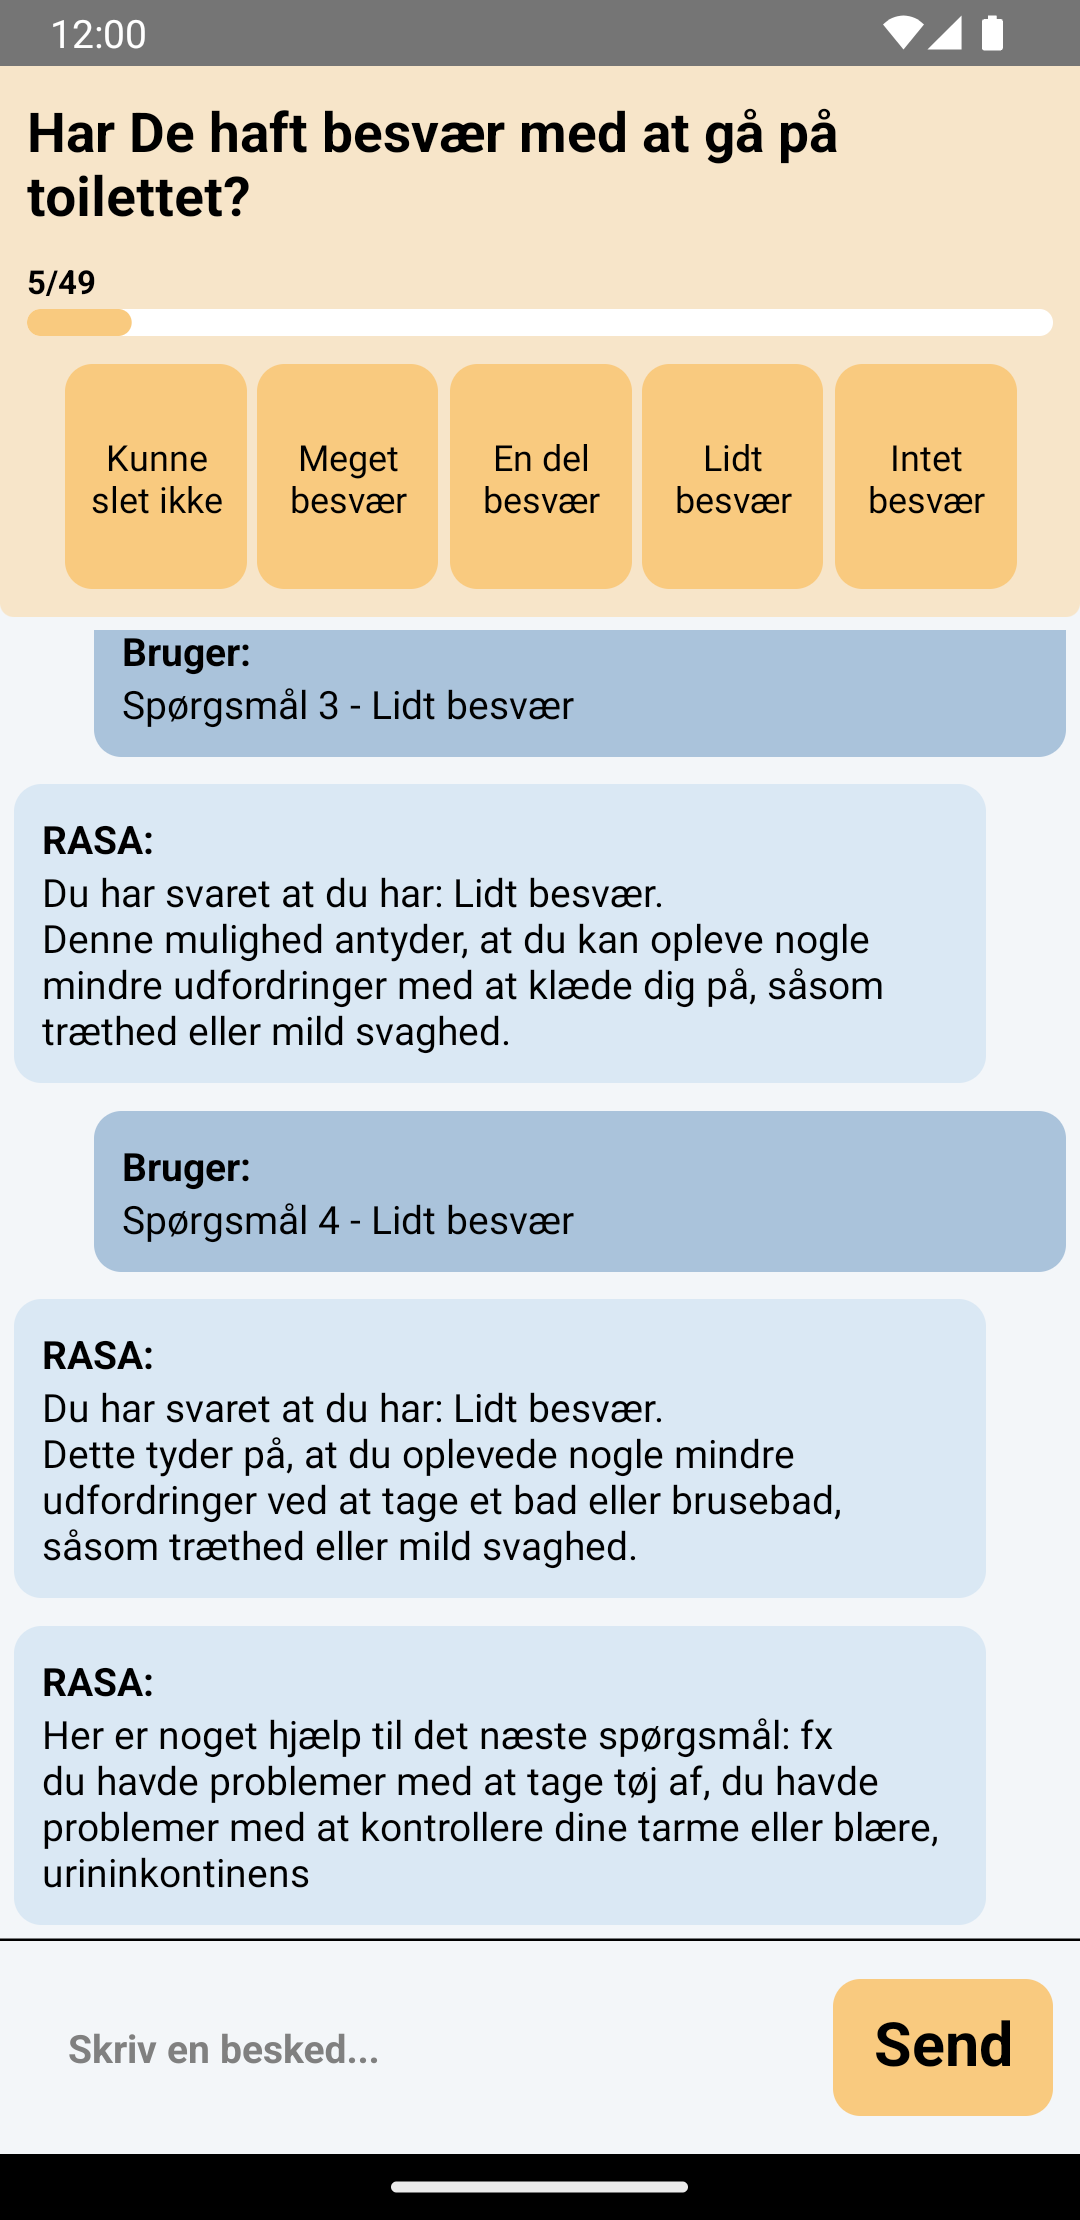 12:00
Har De haft besvær med at gå på
toilettet?
5/49
Kunne
slet ikke
Meget
besvær
En del
besvær
Lidt
besvær
Intet
besvær
Bruger:
Spørgsmål 3 - Lidt besvær
RASA:
Du har svaret at du har: Lidt besvær.
Denne mulighed antyder, at du kan opleve nogle
mindre udfordringer med at klæde dig på, såsom
træthed eller mild svaghed.
Bruger:
Spørgsmål 4 - Lidt besvær
RASA:
Du har svaret at du har: Lidt besvær.
Dette tyder på, at du oplevede nogle mindre
udfordringer ved at tage et bad eller brusebad,
såsom træthed eller mild svaghed.
RASA:
Her er noget hjælp til det næste spørgsmål: fx
du havde problemer med at tage tøj af, du havde
problemer med at kontrollere dine tarme eller blære,
urininkontinens
Skriv en besked...
Send